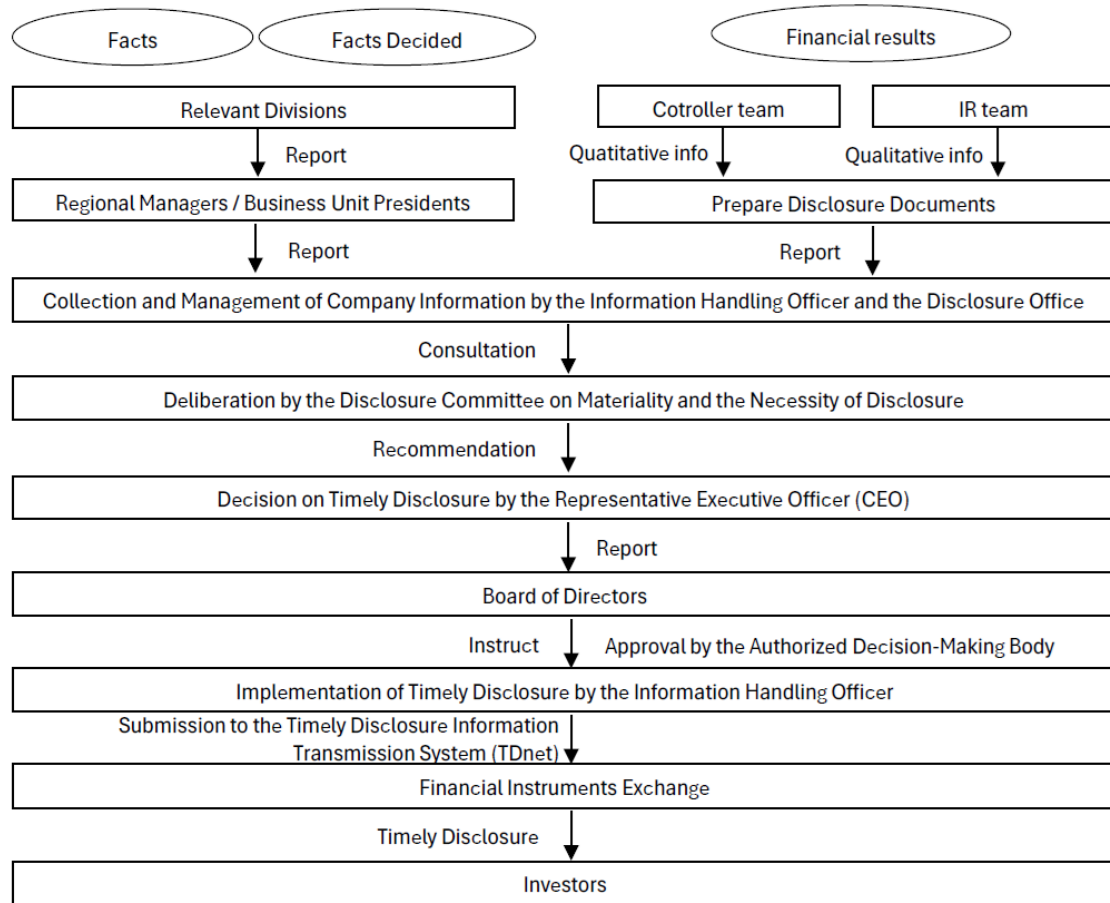 Facts
Facts Decided
Financial results
Relevant Divisions
Cotroller team
IR team
Report
Quatitative info
Qualitative info
Regional Managers / Business Unit Presidents
Prepare Disclosure Documents
Report
Report
Collection and Management of Company Information by the Information Handling Officer and the Disclosure Office
Consultation
Deliberation by the Disclosure Committee on Materiality and the Necessity of Disclosure
Recommendation
Decision on Timely Disclosure by the Representative Executive Officer (CEO)
Report
Board of Directors
Instruct
Approval by the Authorized Decision-Making Body
Implementation of Timely Disclosure by the Information Handling Officer
Submission to the Timely Disclosure Information
Transmission System (TDnet)
Financial Instruments Exchange
Timely Disclosure
Investors